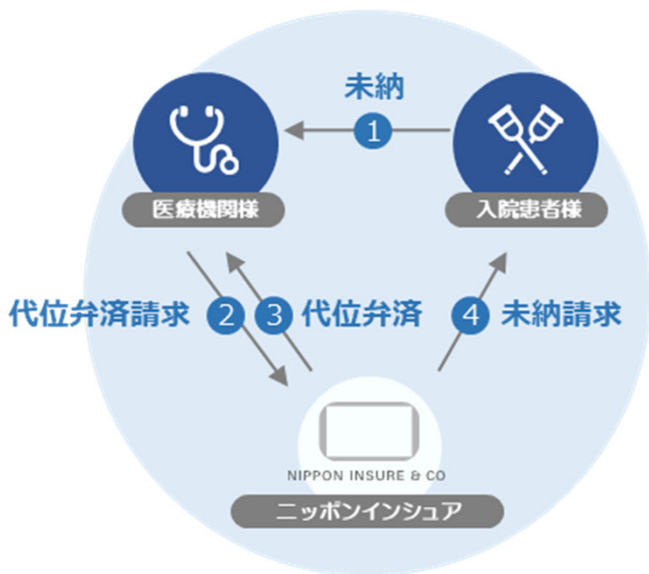 未納
1
医療機関様
入院患者様
代位弁済請求 2 3 代位弁済 4 未納請求
NIPPON INSURE & CO
ニッポンインシュア